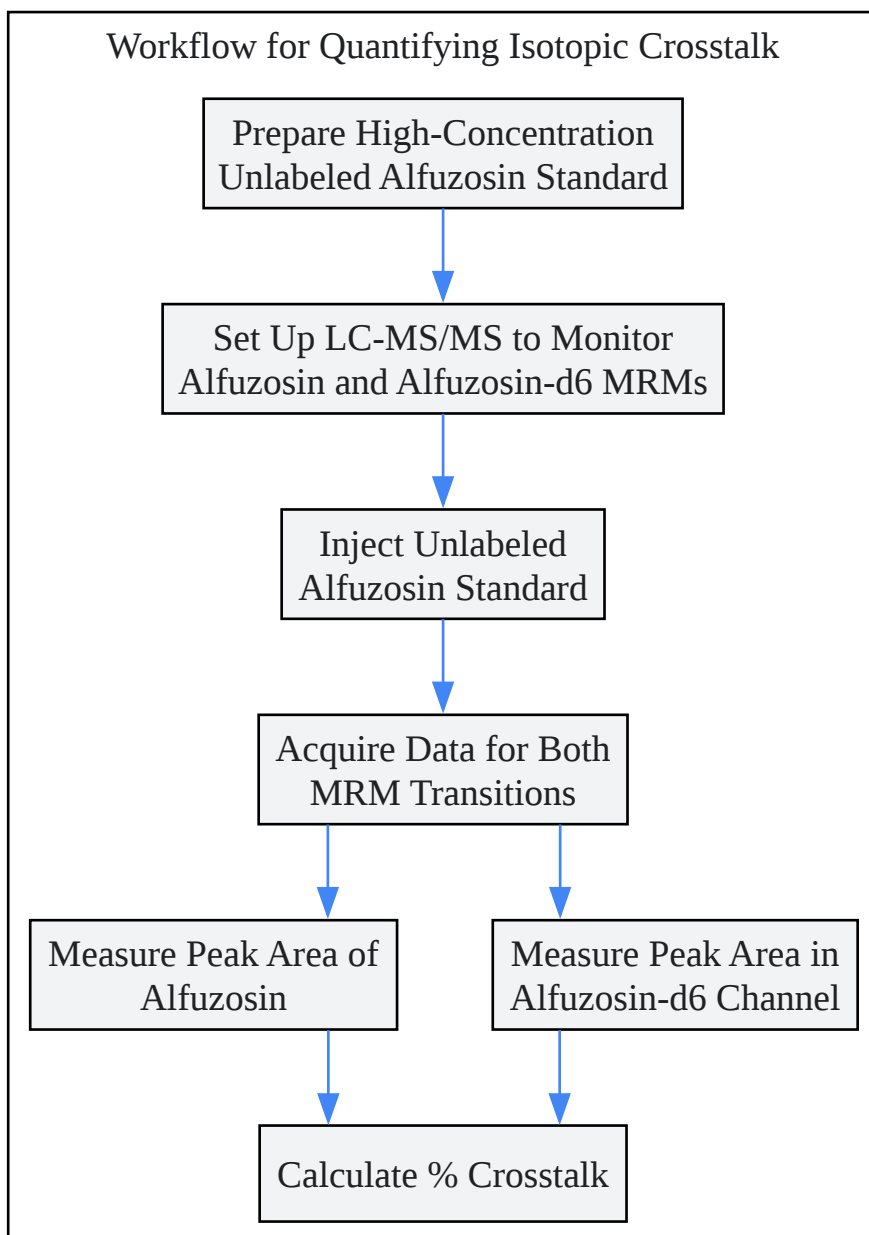 Workflow for Quantifying Isotopic Crosstalk
Prepare High-Concentration
Unlabeled Alfuzosin Standard
Set Up LC-MS/MS to Monitor
Alfuzosin and Alfuzosin-d6 MRMs
Inject Unlabeled
Alfuzosin Standard
Acquire Data for Both
MRM Transitions
Measure Peak Area of
Alfuzosin
Measure Peak Area in
Alfuzosin-d6 Channel
Calculate % Crosstalk